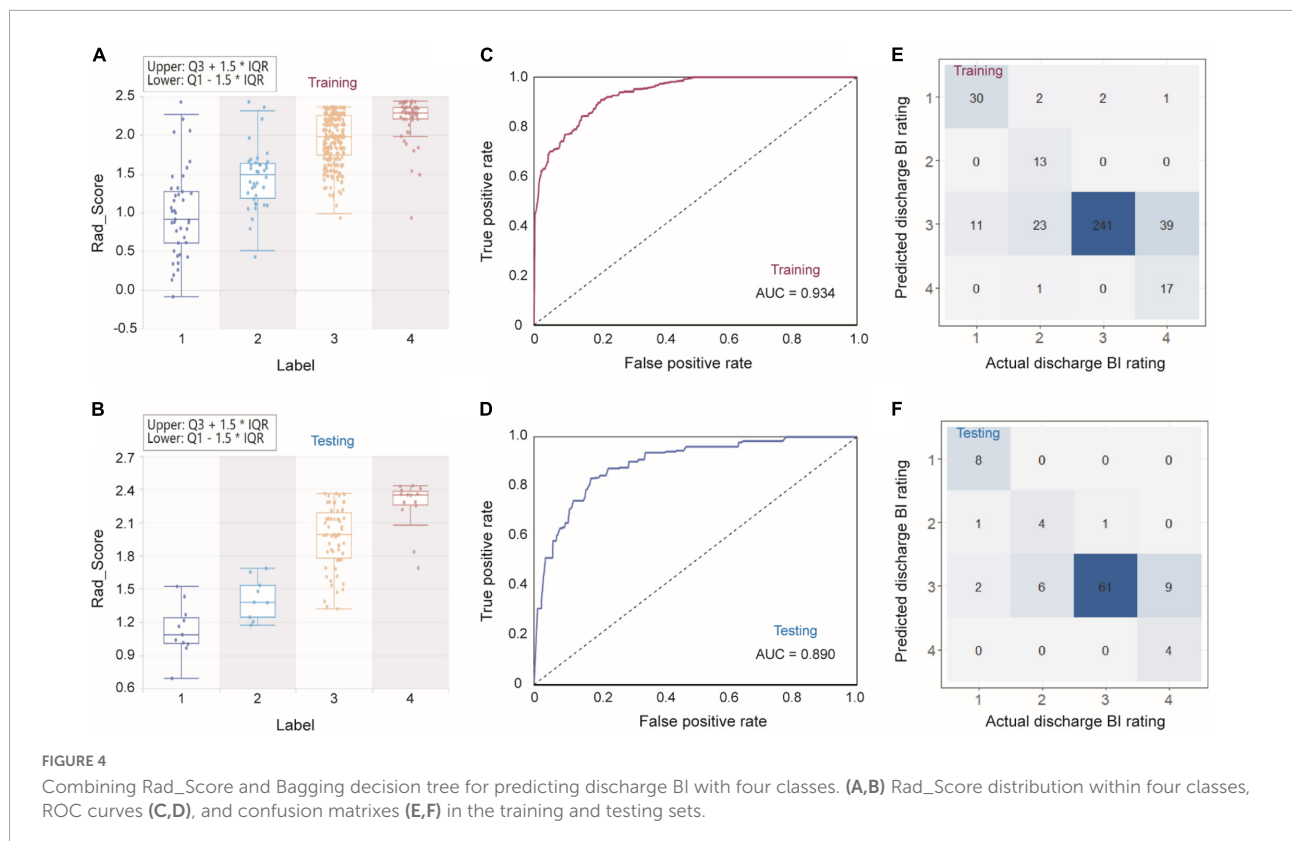 A
Upper: Q3 + 1.5 * IQR
Lower: Q1 - 1.5 * IQR
Training
2.5
2.0
1.5
1.0
0.5
0.0
-0.5
Rad_Score
1 2 3 4
Label
C
1.0
0.8
0.6
0.4
0.2
0
True positive rate
Training
AUC = 0.934
0 0.2 0.4 0.6 0.8 1.0
False positive rate
E
Training
Predicted discharge BI rating
1 30 2 2 1
2 0 13 0 0
3 11 23 241 39
4 0 1 0 17
1 2 3 4
Actual discharge BI rating
B
Upper: Q3 + 1.5 * IQR
Lower: Q1 - 1.5 * IQR
Testing
2.7
2.4
2.1
1.8
1.5
1.2
0.9
0.6
Rad_Score
1 2 3 4
Label
D
1.0
0.8
0.6
0.4
0.2
0
True positive rate
Testing
AUC = 0.890
0 0.2 0.4 0.6 0.8 1.0
False positive rate
F
Testing
Predicted discharge BI rating
1 8 0 0 0
2 1 4 1 0
3 2 6 61 9
4 0 0 0 4
1 2 3 4
Actual discharge BI rating
FIGURE 4
Combining Rad_Score and Bagging decision tree for predicting discharge BI with four classes. (A,B) Rad_Score distribution within four classes,
ROC curves (C,D), and confusion matrixes (E,F) in the training and testing sets.